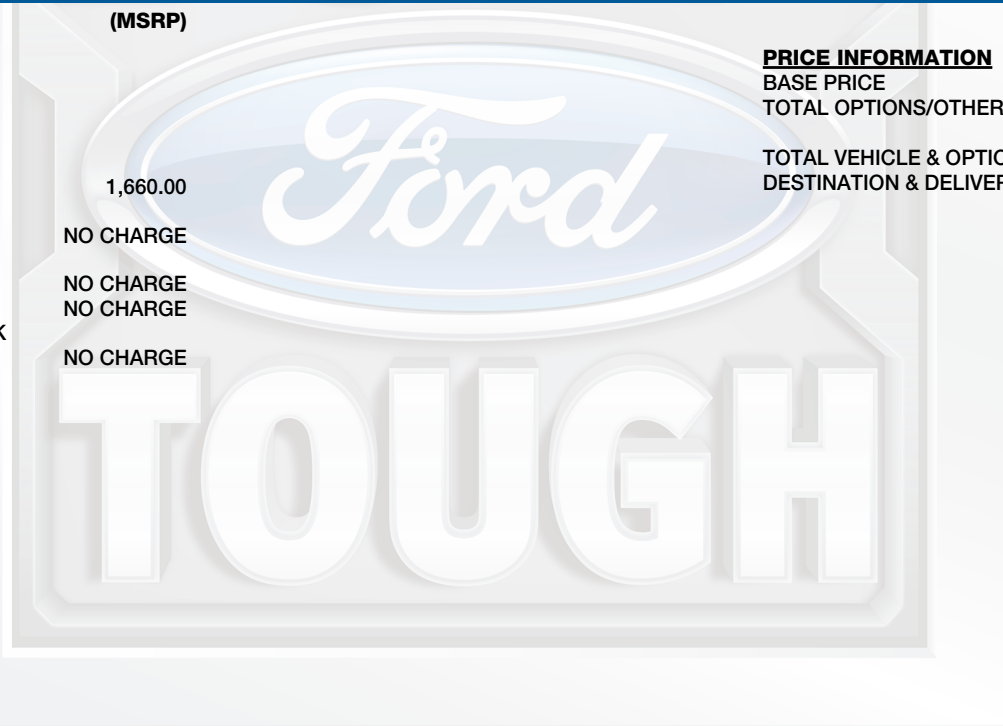 (MSRP)
1,660.00
NO CHARGE
NO CHARGE
NO CHARGE
K
NO CHARGE
PRICE INFORMATION
BASE PRICE
TOTAL OPTIONS/OTHER
TOTAL VEHICLE & OPTIO
DESTINATION & DELIVER
Ford
TOUGH